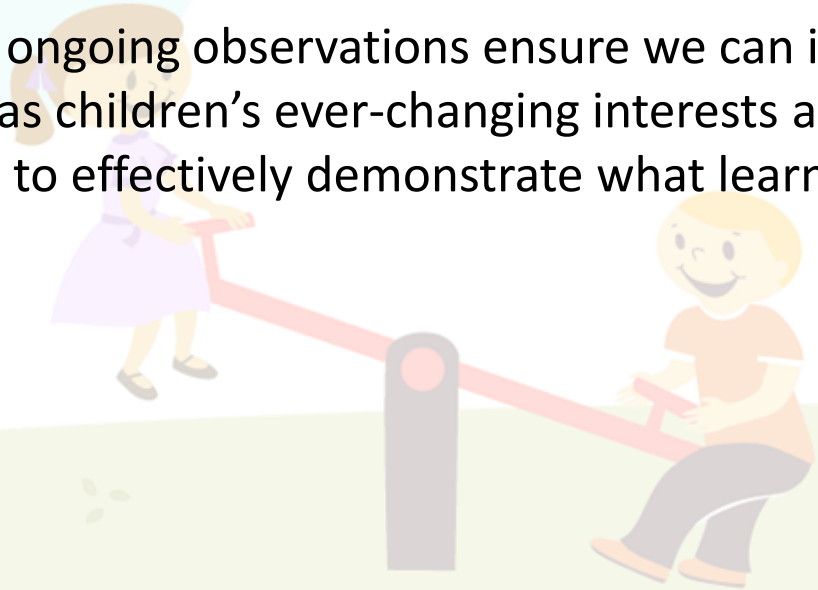 ongoing observations ensure we can i
as children’s ever-changing interests a
to effectively demonstrate what learn